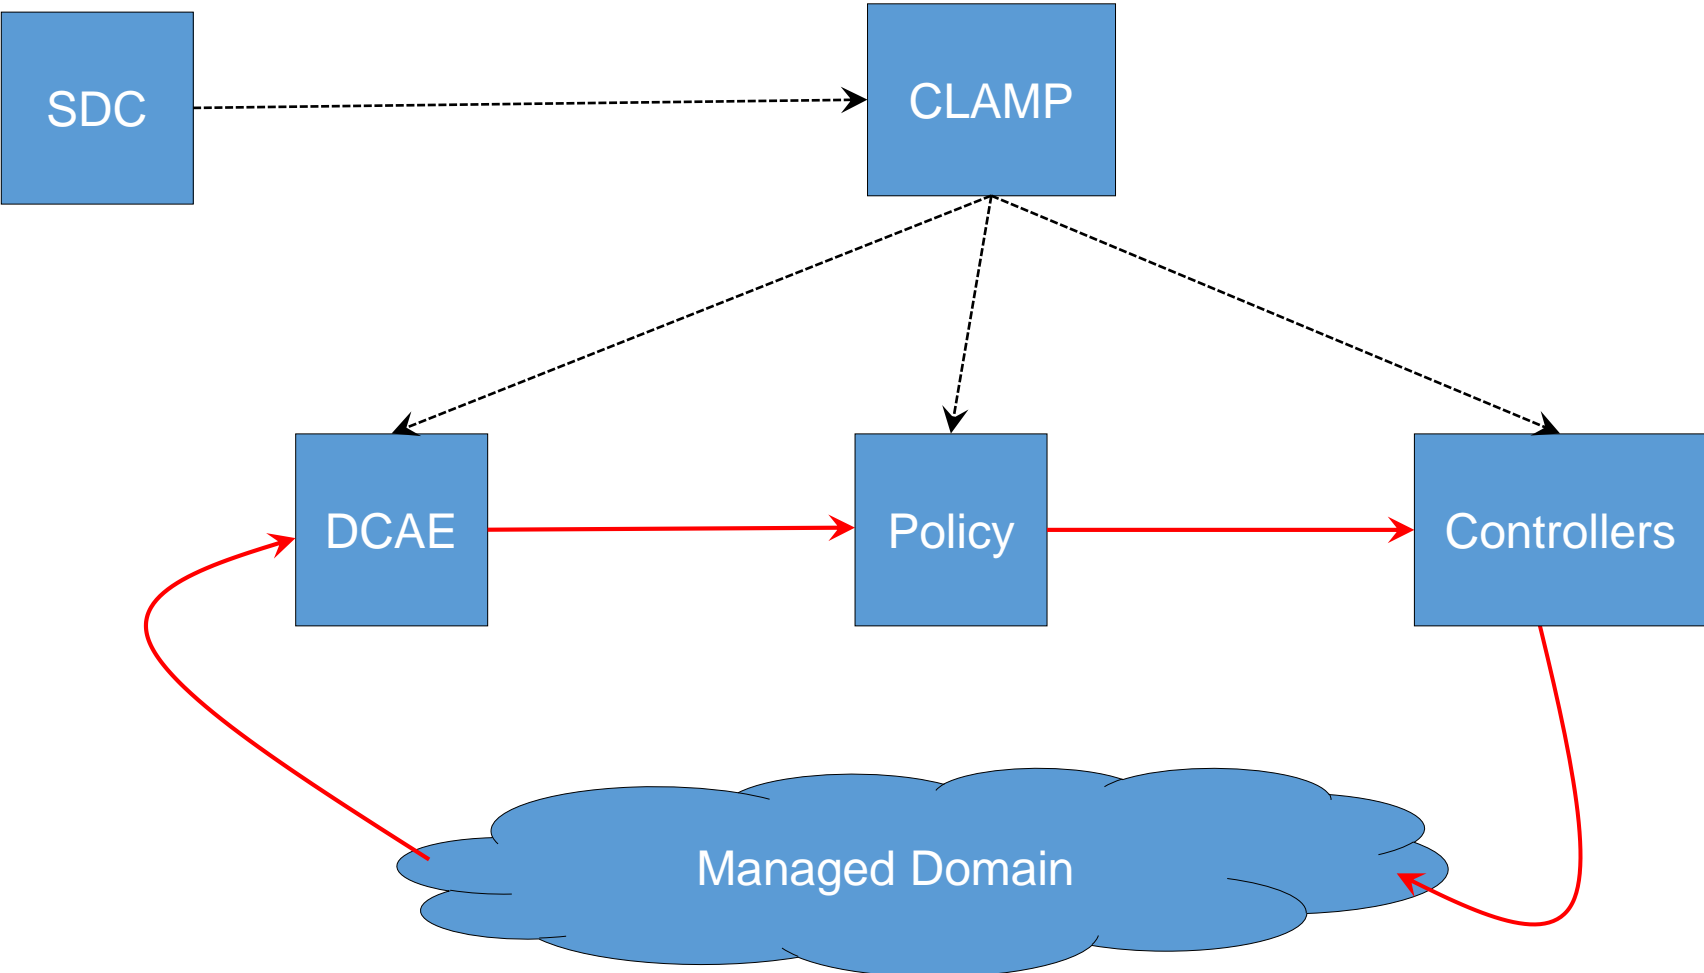 SDC
CLAMP
DCAE
Policy
Controllers
Managed Domain